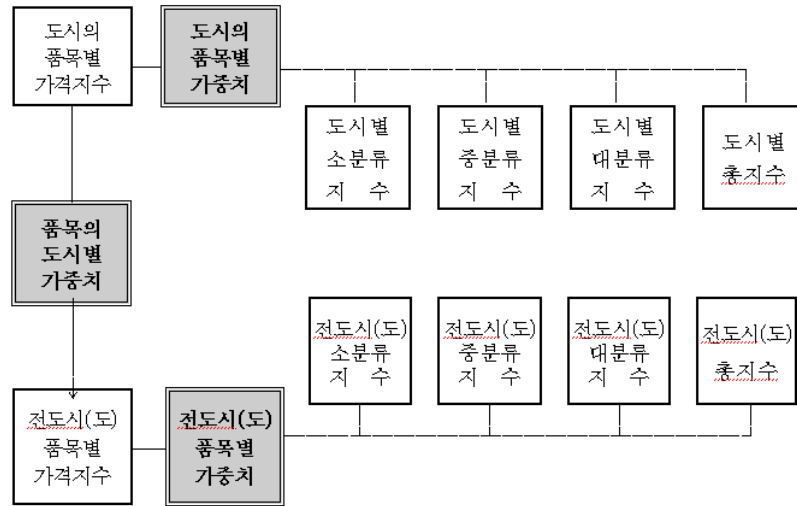 도시의
품목별
가격지수
도시의
품목별
가중치
도시별
소분류
지 수
도시별
중분류
지 수
도시별
대분류
지 수
도시별
총지수
품목의
도시별
가중치
전도시(도)
소분류
지 수
전도시(도)
중분류
지 수
전도시(도)
대분류
지 수
전도시(도)
총지수
전도시(도)
품목별
가격지수
전도시(도)
품목별
가중치